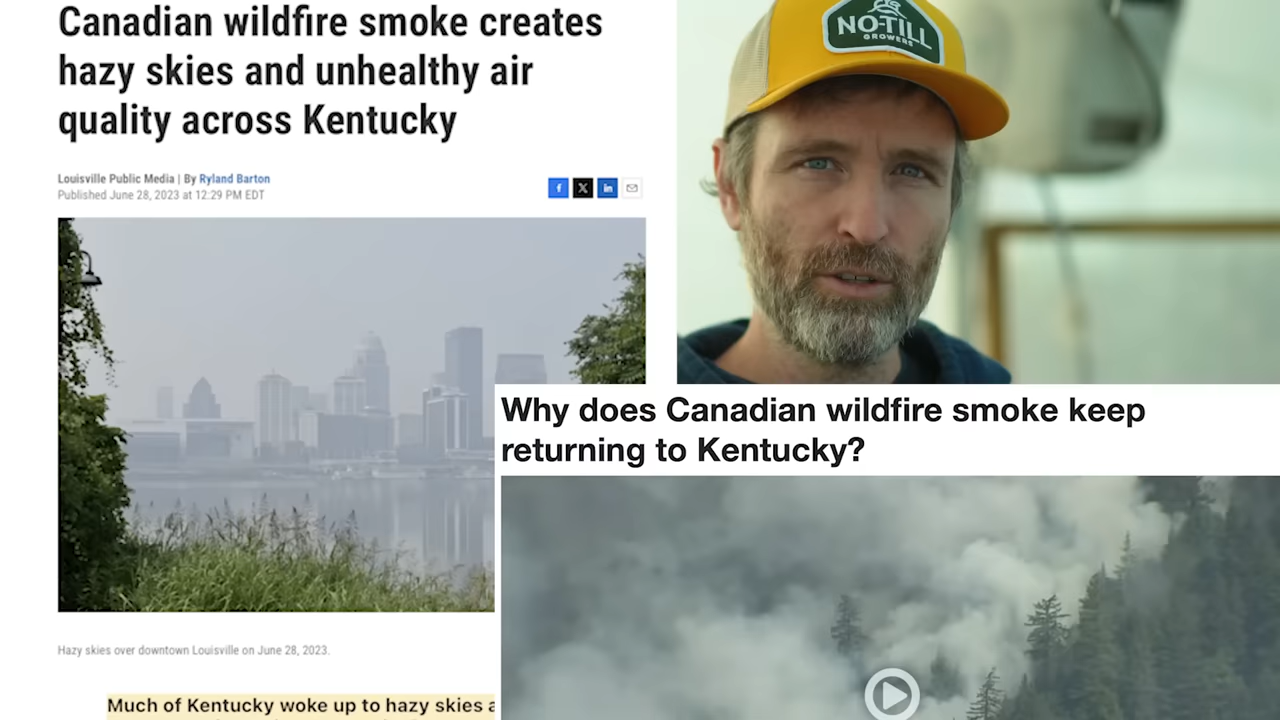 Canadian wildfire smoke creates
hazy skies and unhealthy air
quality across Kentucky
Louisville Public Media | By Ryland Barton
Published June 28, 2023 at 12:29 PM EDT
f X in
Hazy skies over downtown Louisville on June 28, 2023.
Much of Kentucky woke up to hazy skies a
NO-TILL
GROWERS
Why does Canadian wildfire smoke keep
returning to Kentucky?